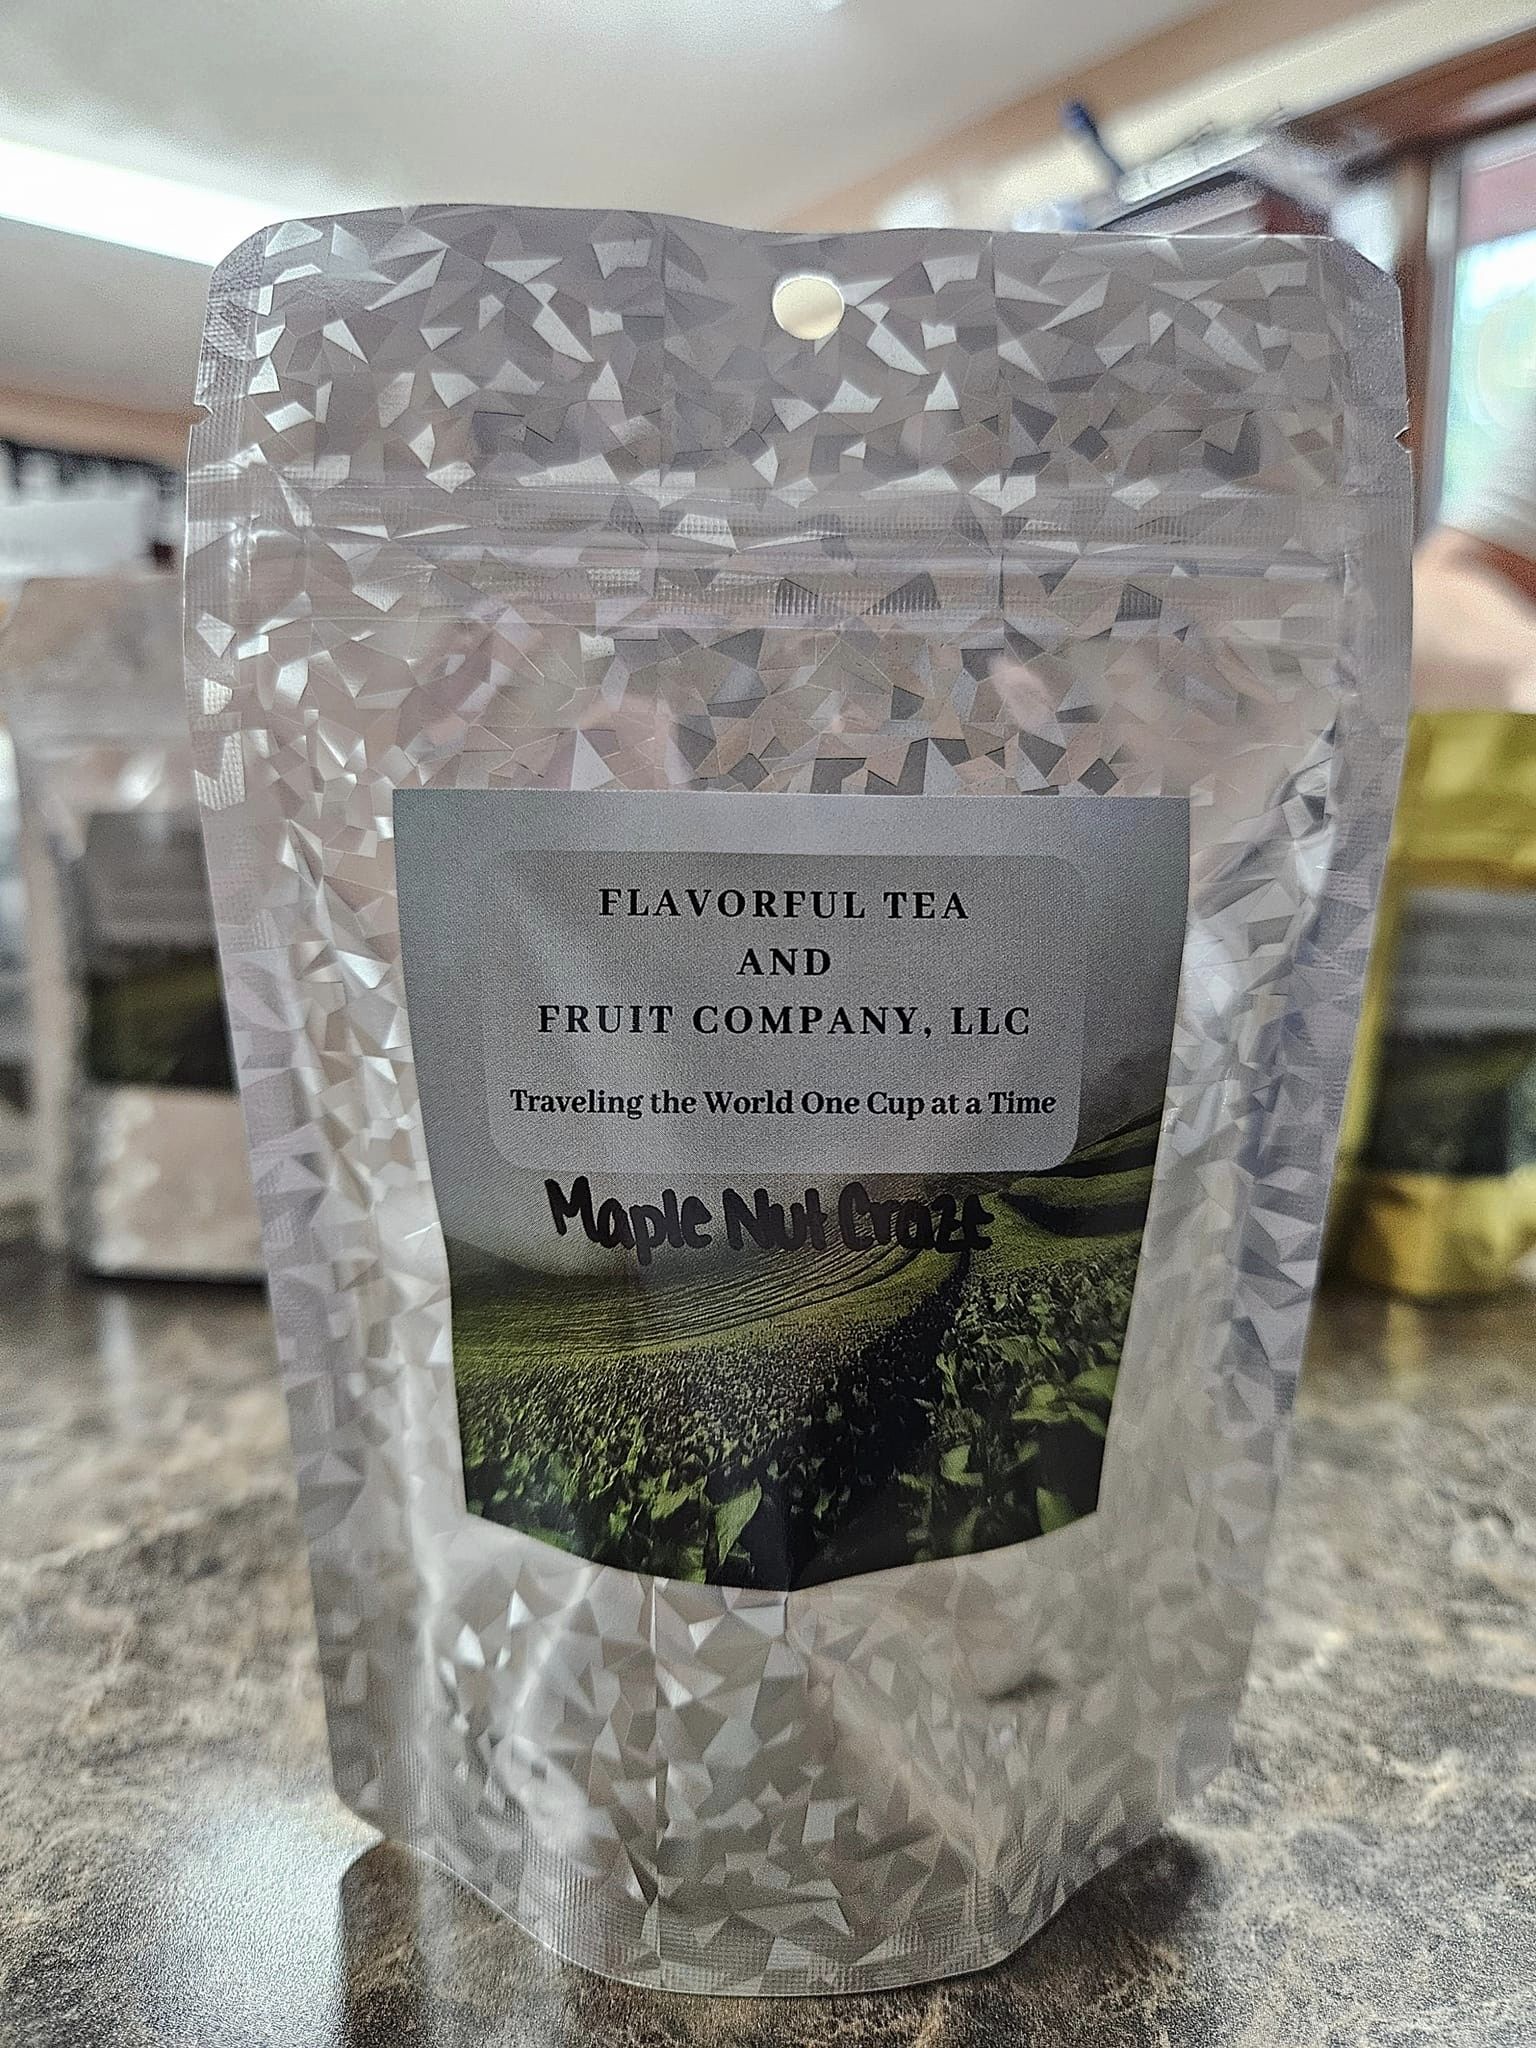 FLAVORFUL TEA
AND
FRUIT COMPANY, LLC
Traveling the World One Cup at a Time
Maple Nut Craze